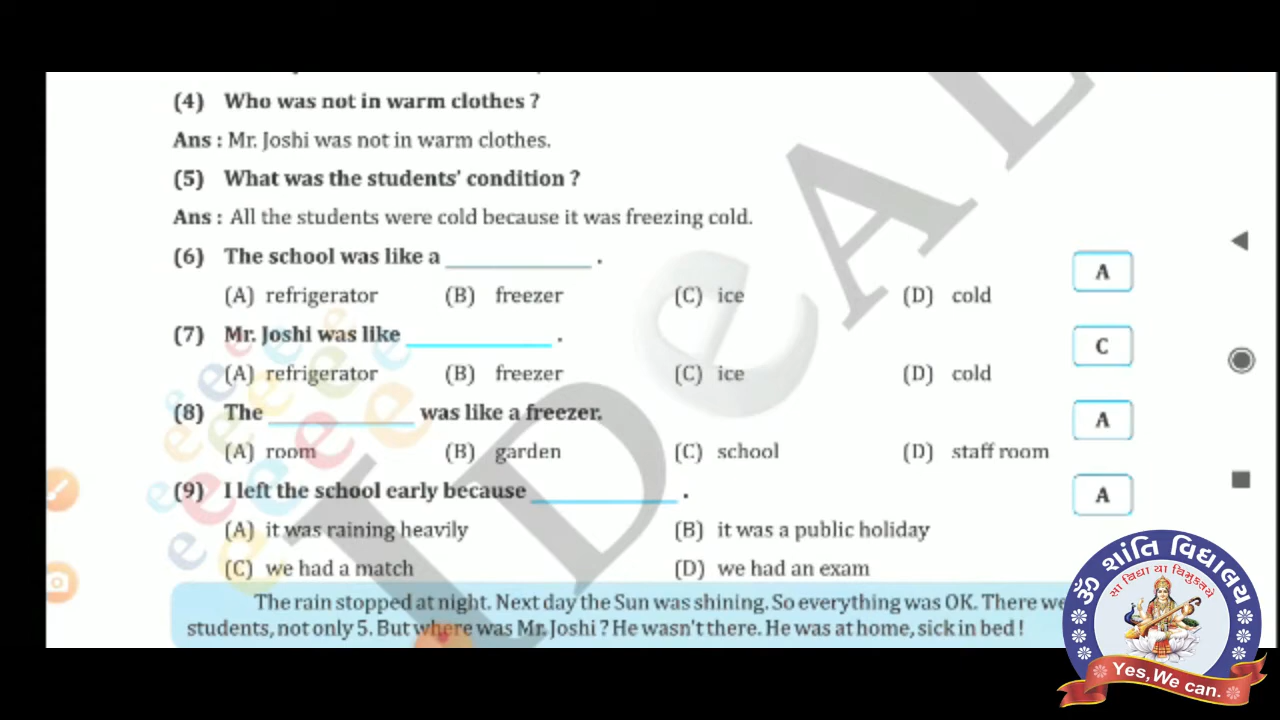 (4) Who was not in warm clothes ?
Ans : Mr. Joshi was not in warm clothes.
(5) What was the students' condition ?
Ans : All the students were cold because it was freezing cold.
(6) The school was like a ____________ .
(A) refrigerator (B) freezer (C) ice (D) cold
A
(7) Mr. Joshi was like ____________ .
(A) refrigerator (B) freezer (C) ice (D) cold
C
(8) The ____________ was like a freezer.
(A) room (B) garden (C) school (D) staff room
A
(9) I left the school early because ____________ .
(A) it was raining heavily (B) it was a public holiday
(C) we had a match (D) we had an exam
A
The rain stopped at night. Next day the Sun was shining. So everything was OK. There we
students, not only 5. But where was Mr. Joshi ? He wasn't there. He was at home, sick in bed !
IDeAL
ૐ શાંતિ વિદ્યાલય
સા વિદ્યા યા વિમુક્તયે
Yes, We can.